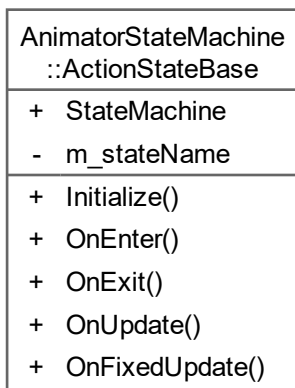 AnimatorStateMachine
::ActionStateBase
+ StateMachine
- m_stateName
+ Initialize()
+ OnEnter()
+ OnExit()
+ OnUpdate()
+ OnFixedUpdate()